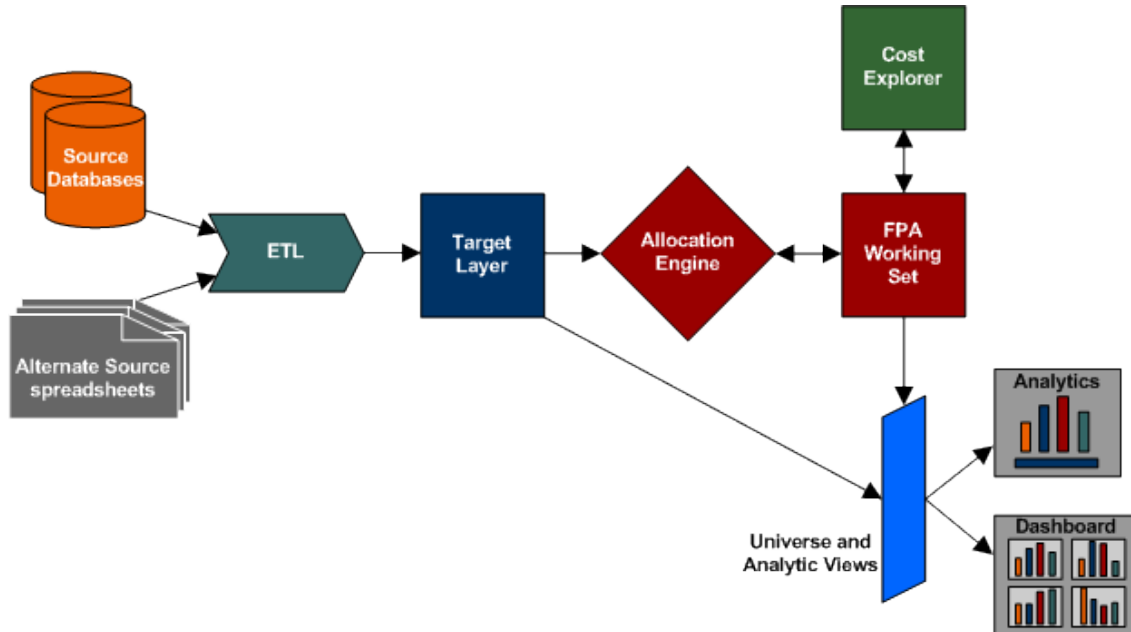 Cost
Explorer
Source
Databases
ETL
Target
Layer
Allocation
Engine
FPA
Working
Set
Alternate Source
spreadsheets
Analytics
Universe and
Analytic Views
Dashboard